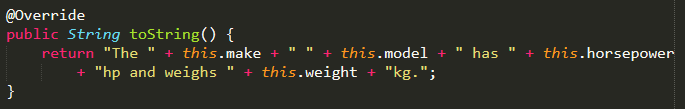 @Override
public String toString() {
    return "The " + this.make + " " + this.model + " has " + this.horsepower
        + "hp and weighs " + this.weight + "kg.";
}